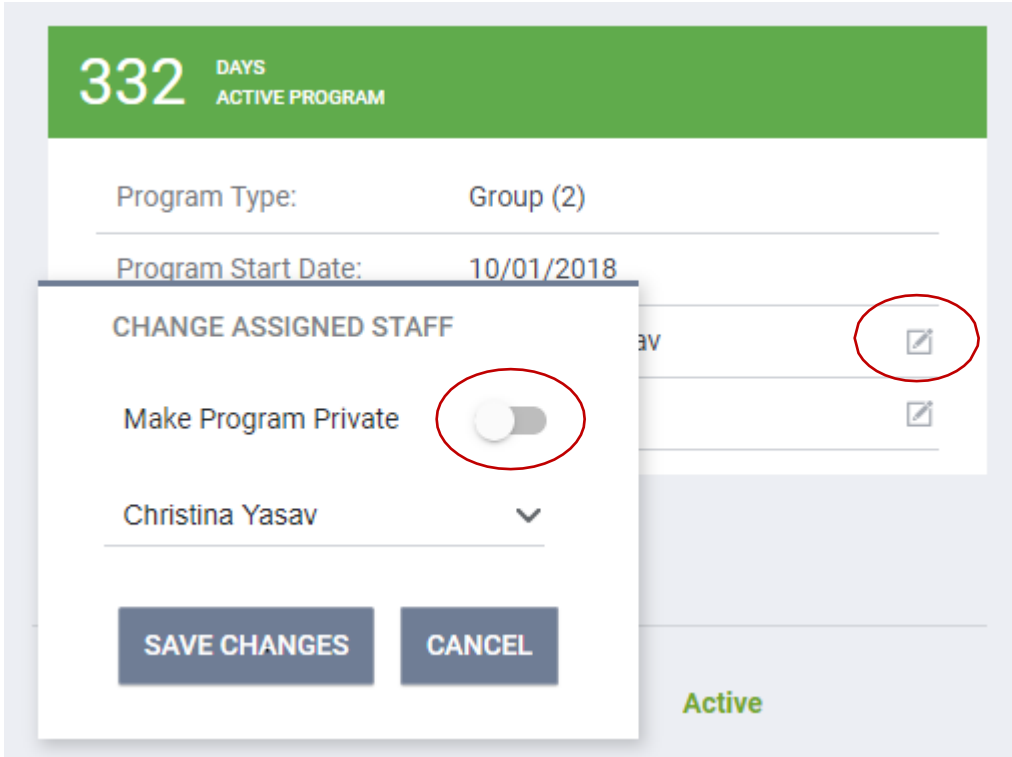 332 DAYS
ACTIVE PROGRAM
Program Type: Group (2)
Program Start Date: 10/01/2018
av
CHANGE ASSIGNED STAFF
Make Program Private
Christina Yasav
SAVE CHANGES CANCEL
Active